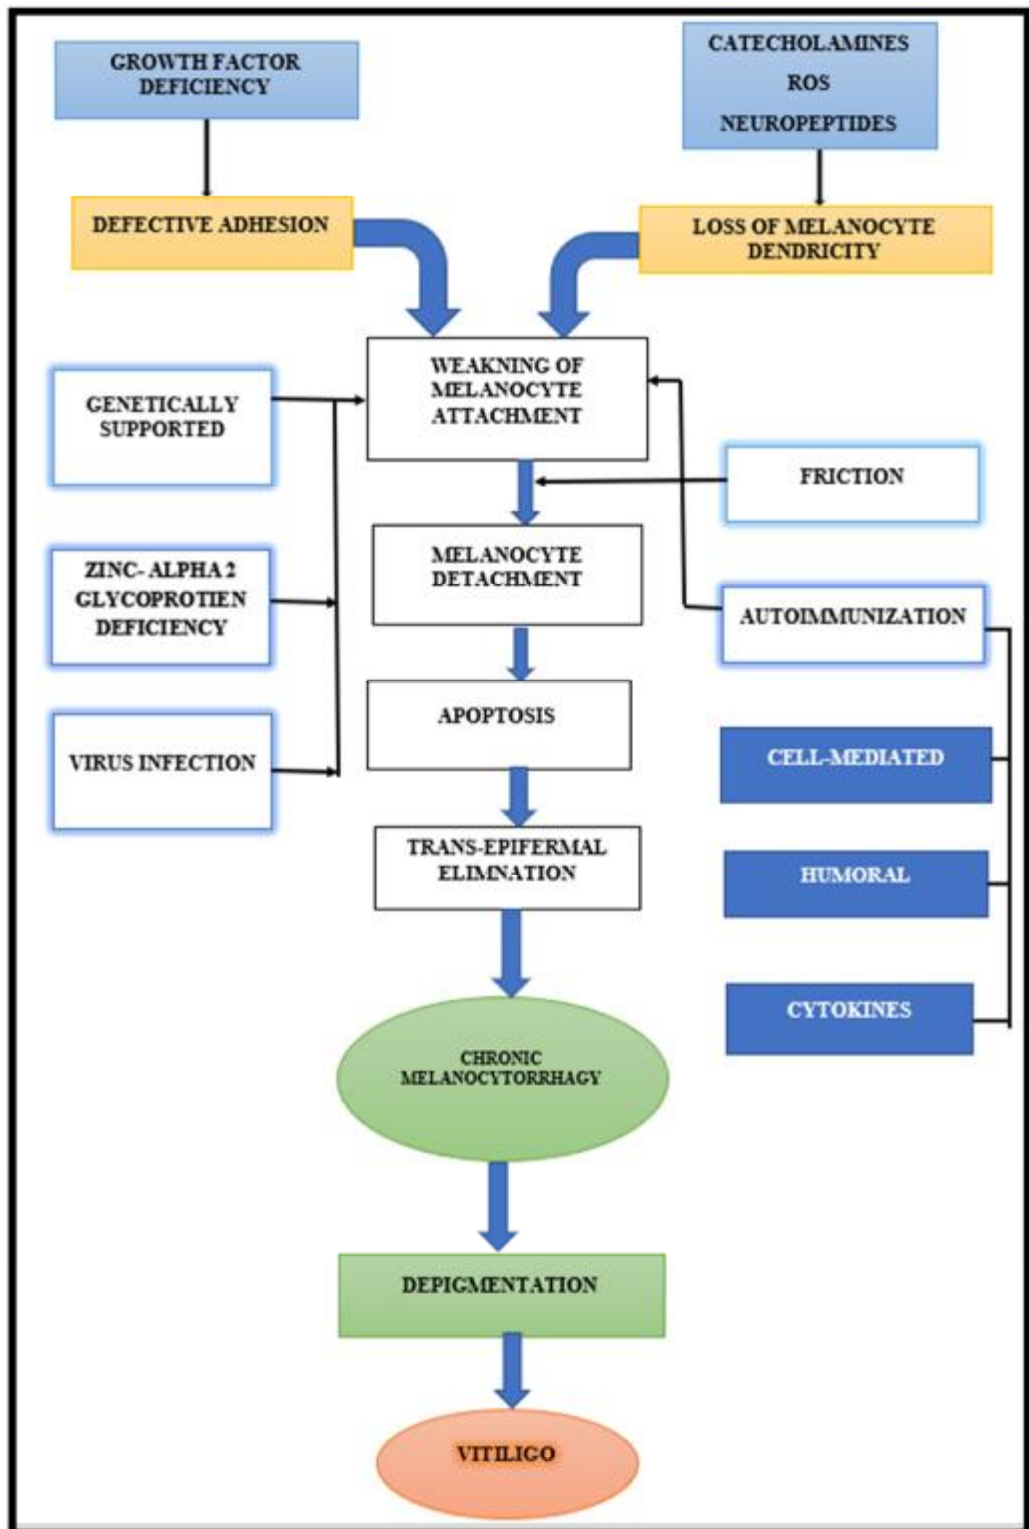 GROWTH FACTOR
DEFICIENCY
CATECHOLAMINES
ROS
NEUROPEPTIDES
DEFECTIVE ADHESION
LOSS OF MELANOCYTE
DENDRICITY
WEAKNING OF
MELANOCYTE
ATTACHMENT
GENETICALLY
SUPPORTED
FRICTION
MELANOCYTE
DETACHMENT
ZINC- ALPHA 2
GLYCOPROTIEN
DEFICIENCY
AUTOIMMUNIZATION
APOPTOSIS
VIRUS INFECTION
CELL-MEDIATED
TRANS-EPIFERMAL
ELIMNATION
HUMORAL
CYTOKINES
CHRONIC
MELANOCYTORRHAGY
DEPIGMENTATION
VITILIGO